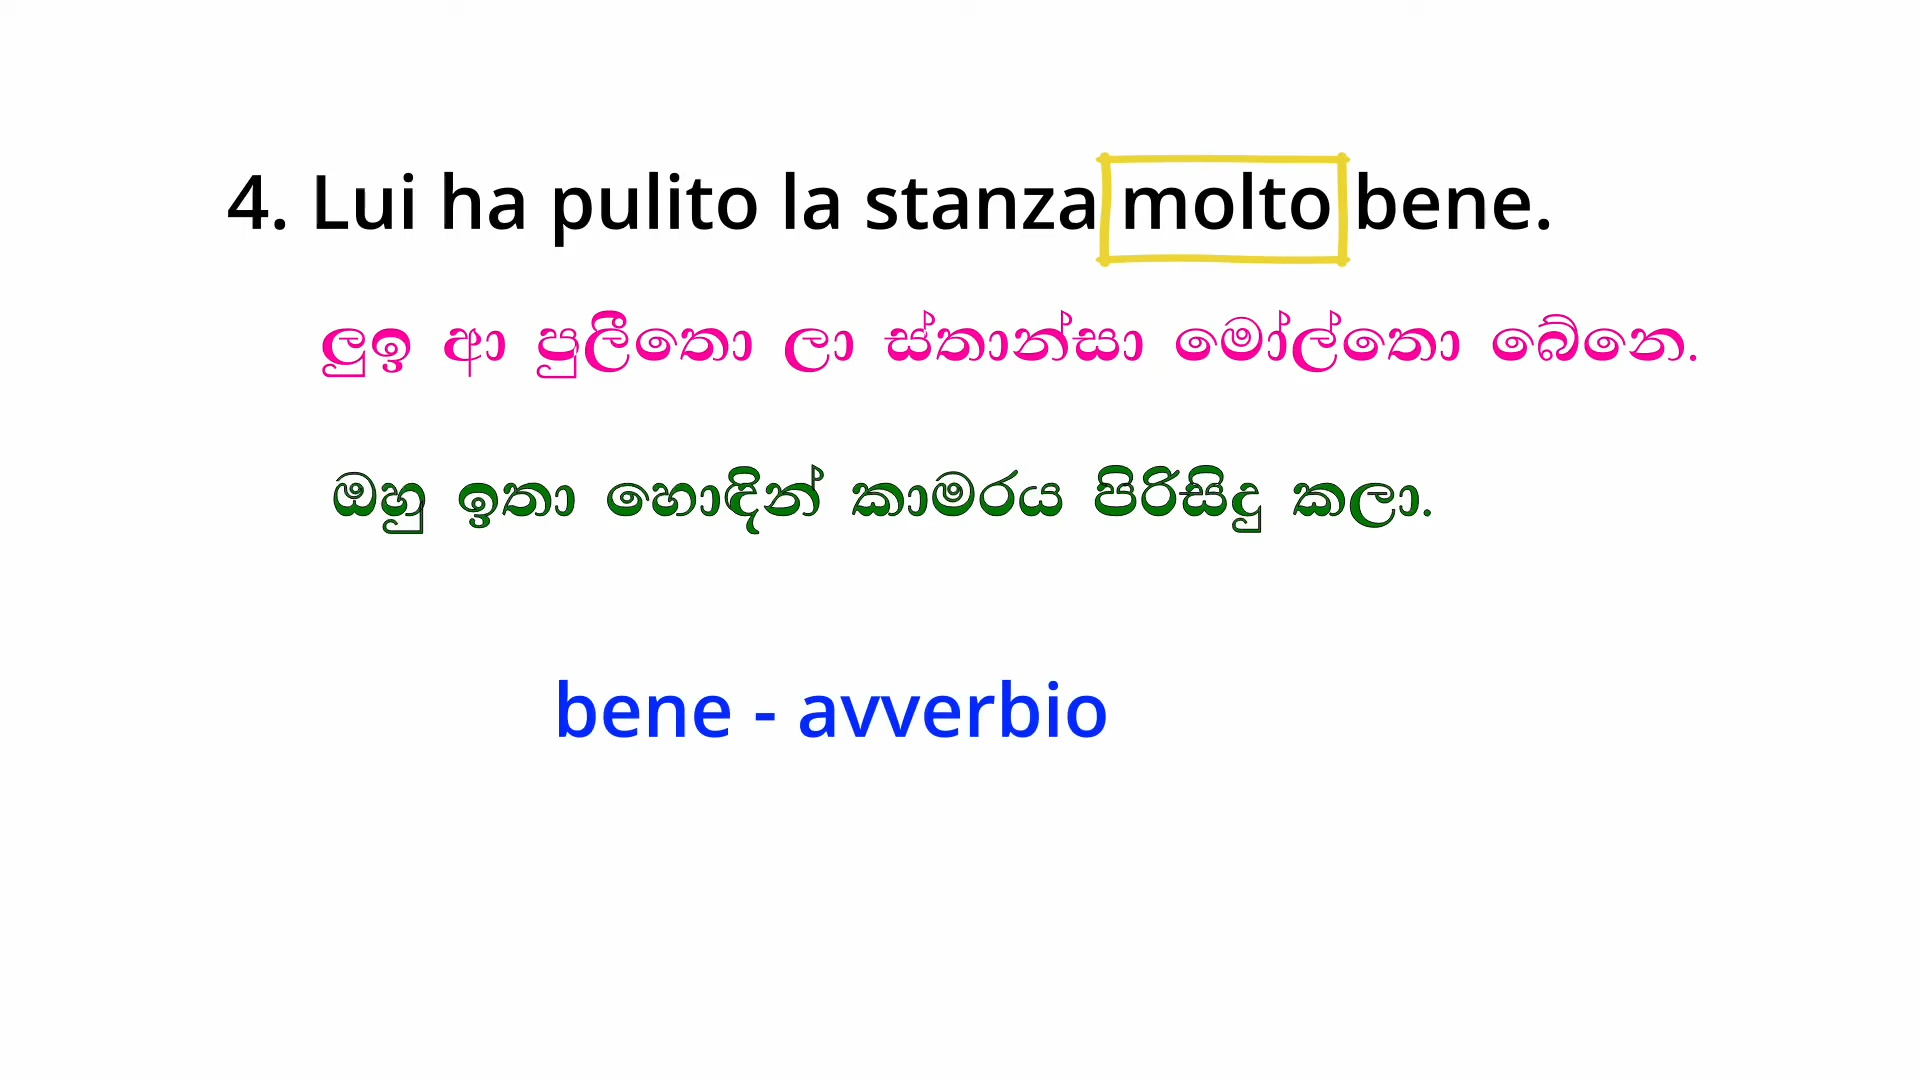 4. Lui ha pulito la stanza molto bene.
ලුඉ ආ පුලීතො ලා ස්තාන්සා මෝල්තො බේනෙ.
ඔහු ඉතා හොඳින් කාමරය පිරිසිදු කලා.
bene - avverbio